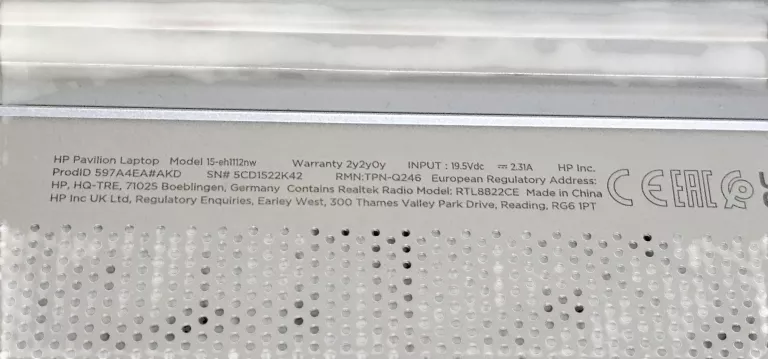 HP Pavilion Laptop Model 15-eh1112nw Warranty 2y2y0y INPUT : 19.5Vdc ⎓ 2.31A HP Inc.
ProdID 597A4EA#AKD SN# 5CD1522K42 RMN:TPN-Q246 European Regulatory Address:
HP, HQ-TRE, 71025 Boeblingen, Germany Contains Realtek Radio Model: RTL8822CE Made in China
HP Inc UK Ltd, Regulatory Enquiries, Earley West, 300 Thames Valley Park Drive, Reading, RG6 1PT
CE EAC